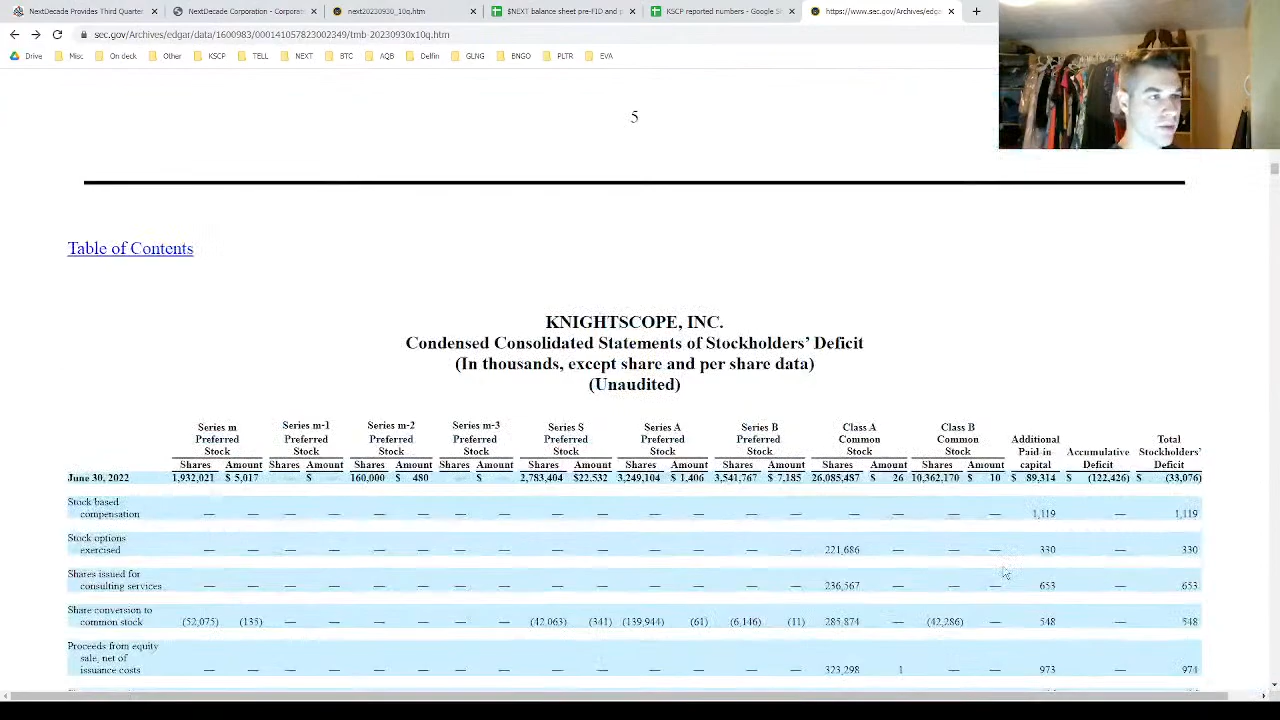 NextDecade Provides Third Quarter
NextDecade Corporation - Corporat
next20230930_10q.htm
$NEXT balance sheet pre-FID and p
KSCP reported numbers - Google Sh
https://www.sec.gov/Archives/edga
sec.gov/Archives/edgar/data/1600983/000141057823002349/tmb-20230930x10q.htm
Drive Misc On deck Other KSCP TELL NEXT BTC AQB Delfin GLNG BNGO PLTR EVA
5
Table of Contents
KNIGHTSCOPE, INC.
Condensed Consolidated Statements of Stockholders’ Deficit
(In thousands, except share and per share data)
(Unaudited)
Series m Series m-1 Series m-2 Series m-3 Series S Series A Series B Class A Class B
Preferred Preferred Preferred Preferred Preferred Preferred Preferred Common Common Additional Total
Stock Stock Stock Stock Stock Stock Stock Stock Stock Paid-in Accumulative Stockholders’
Shares Amount Shares Amount Shares Amount Shares Amount Shares Amount Shares Amount Shares Amount Shares Amount Shares Amount capital Deficit Deficit
June 30, 2022 1,932,021 $ 5,017 $ 160,000 $ 480 $ 2,783,404 $22,532 3,249,104 $ 1,406 3,541,767 $ 7,185 26,085,487 $ 26 10,362,170 $ 10 $ 89,314 $ (122,426) $ (33,076)
Stock based
compensation — — — — — — — — — — — — — — — — — — 1,119 — 1,119
Stock options
exercised — — — — — — — — — — — — — — 221,686 — — — 330 — 330
Shares issued for
consulting services — — — — — — — — — — — — — — 236,567 — — — 653 — 653
Share conversion to
common stock (52,075) (135) — — — — — — (12,063) (341) (139,944) (61) (6,146) (11) 285,874 — (42,286) — 548 — 548
Proceeds from equity
sale, net of
issuance costs — — — — — — — — — — — — — — 323,298 1 — — 973 — 974